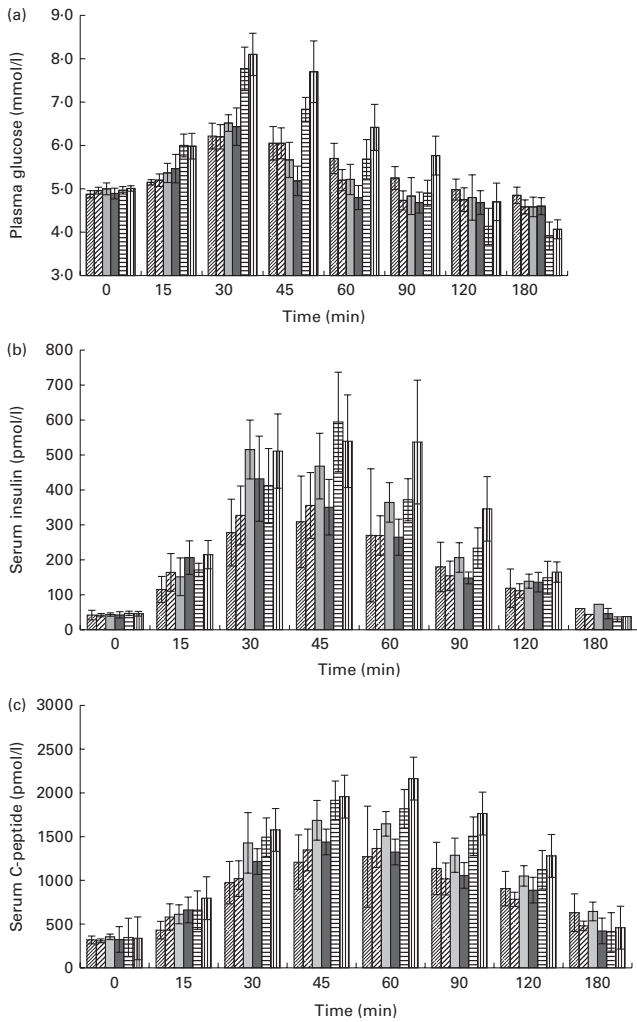 (a)
Plasma glucose (mmol/l)
9·0
8·0
7·0
6·0
5·0
4·0
3·0
0 15 30 45 60 90 120 180
Time (min)
(b)
Serum insulin (pmol/l)
800
700
600
500
400
300
200
100
0
0 15 30 45 60 90 120 180
Time (min)
(c)
Serum C-peptide (pmol/l)
3000
2500
2000
1500
1000
500
0
0 15 30 45 60 90 120 180
Time (min)